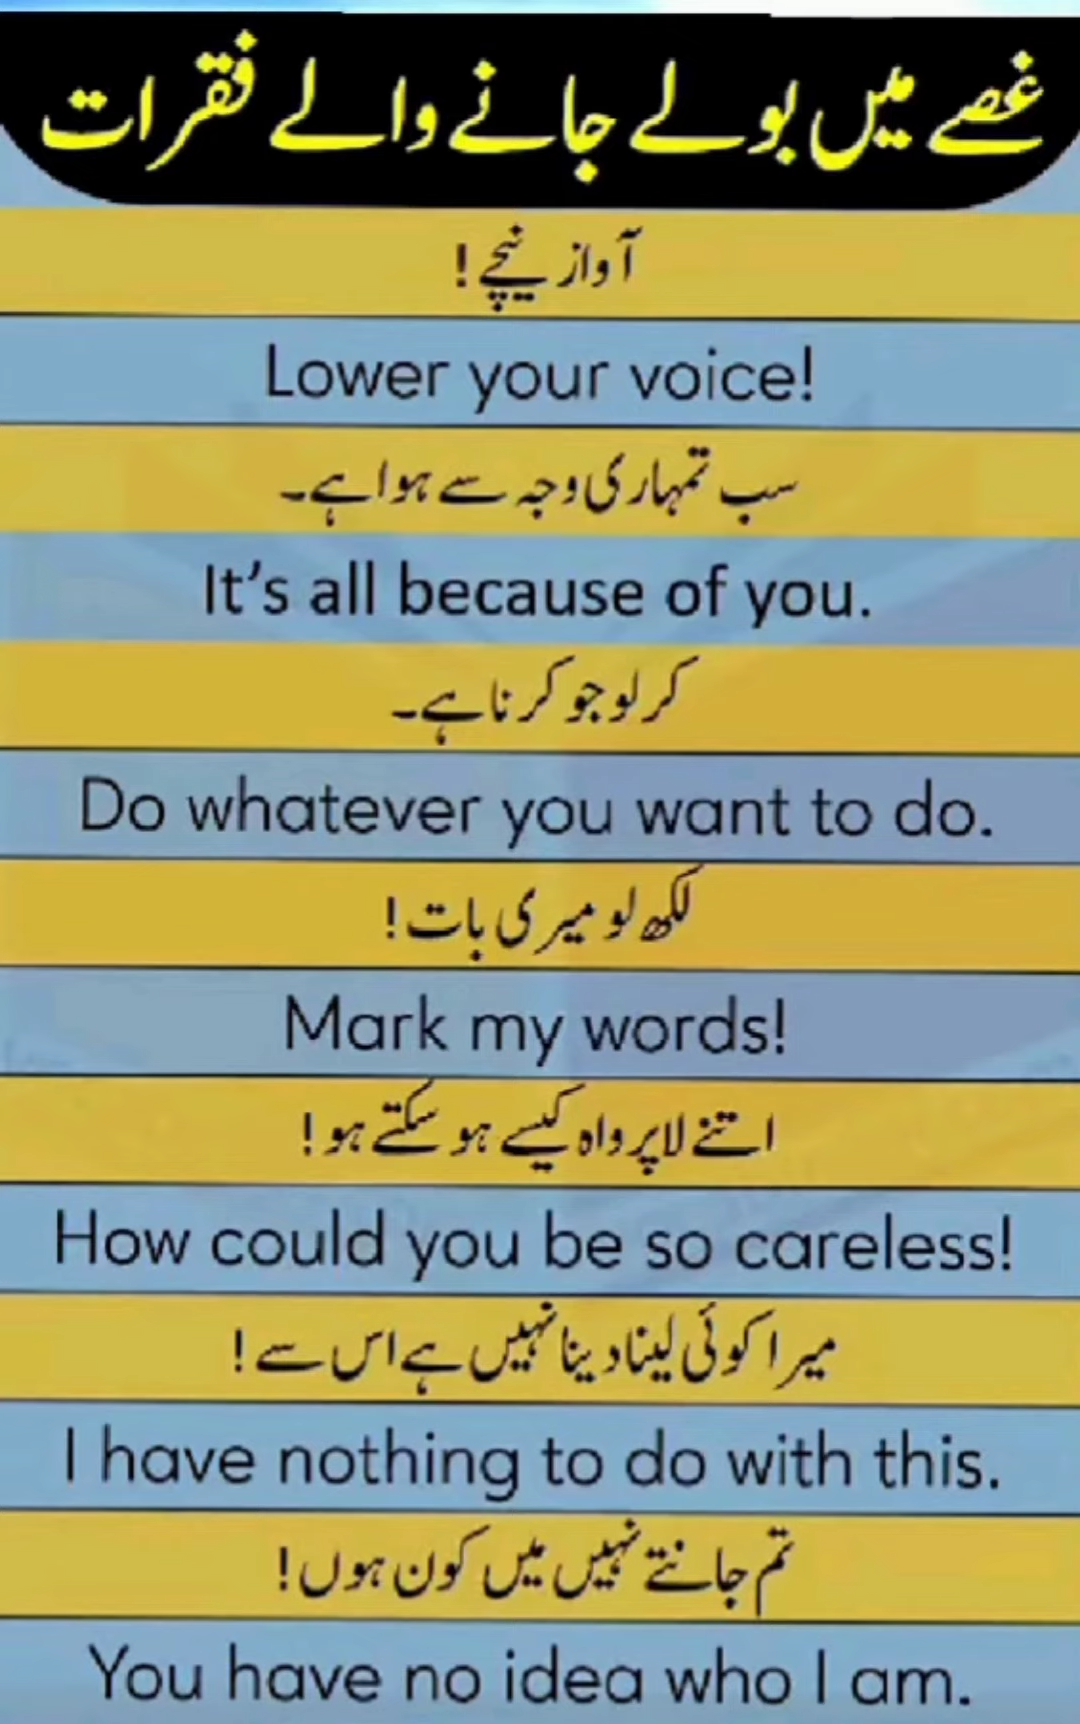 غصے میں بولے جانے والے فقرات
آواز نیچے!
Lower your voice!
سب تمہاری وجہ سے ہوا ہے۔
It's all because of you.
کر لو جو کرنا ہے۔
Do whatever you want to do.
لکھ لو میری بات!
Mark my words!
اتنے لاپرواہ کیسے ہو سکتے ہو!
How could you be so careless!
میرا کوئی لینا دینا نہیں ہے اس سے!
I have nothing to do with this.
تم جانتے نہیں میں کون ہوں!
You have no idea who I am.